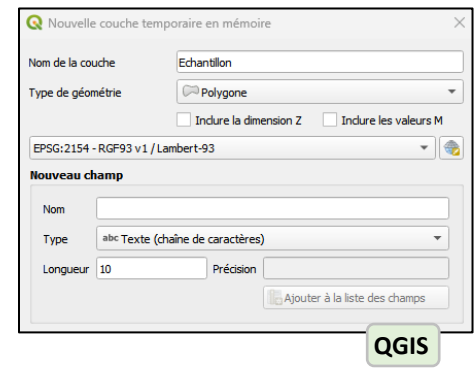 Nouvelle couche temporaire en mémoire
Nom de la couche Echantillon
Type de géométrie Polygone
Inclure la dimension Z Inclure les valeurs M
EPSG:2154 - RGF93 v1 / Lambert-93
Nouveau champ
Nom
Type abc Texte (chaîne de caractères)
Longueur 10 Précision
Ajouter à la liste des champs
QGIS